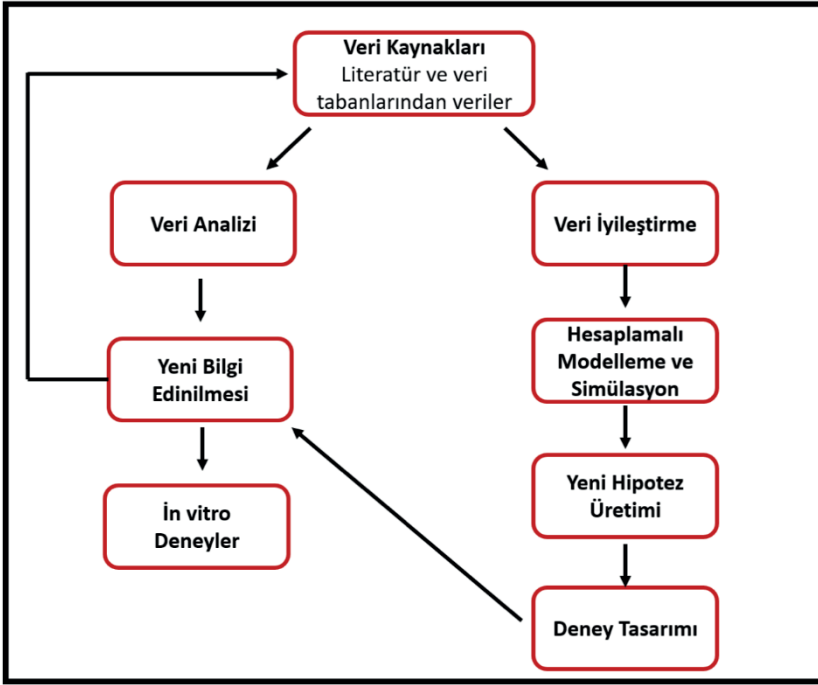 Veri Kaynakları
Literatür ve veri
tabanlarından veriler
Veri Analizi
Veri İyileştirme
Yeni Bilgi
Edinilmesi
Hesaplamalı
Modelleme ve
Simülasyon
İn vitro
Deneyler
Yeni Hipotez
Üretimi
Deney Tasarımı